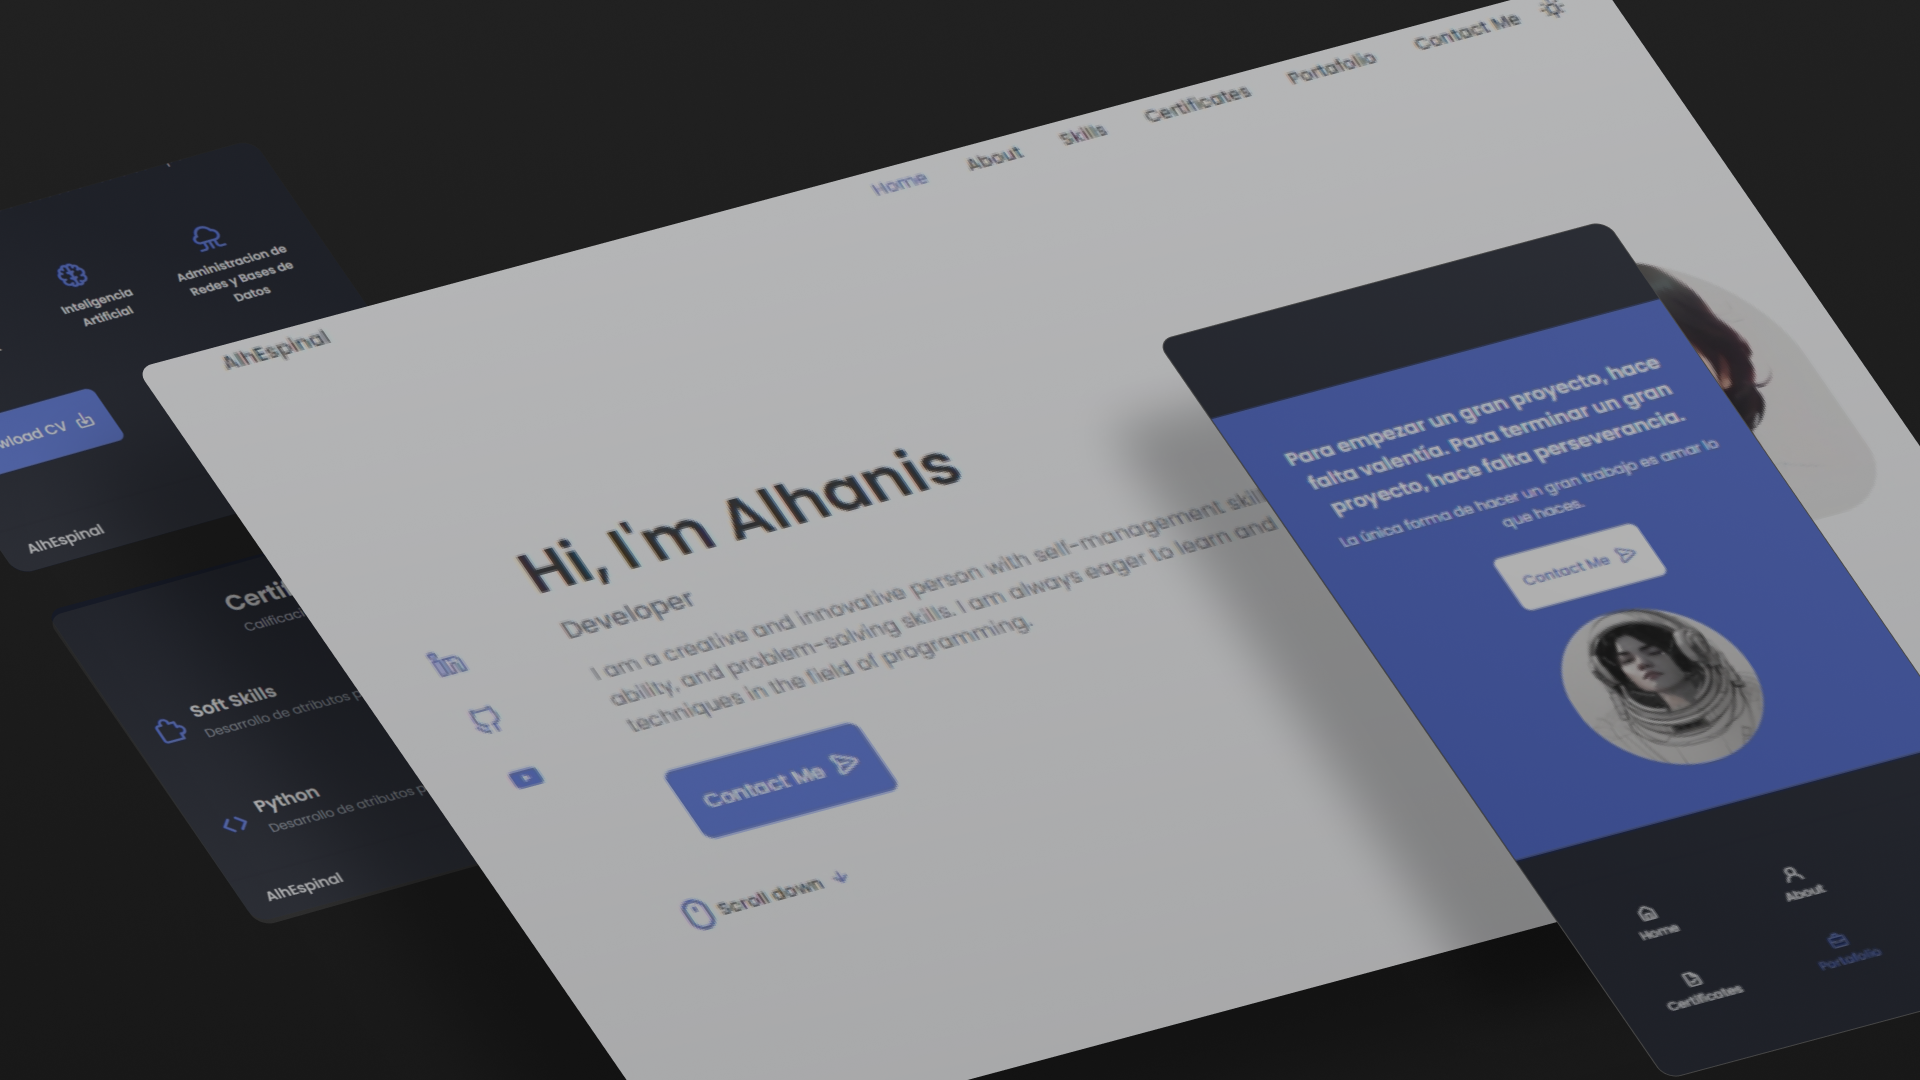 Home
About
Skills
Certificates
Portafolio
Contact Me
AlhEspinal
Hi, I'm Alhanis
Developer
I am a creative and innovative person with self-management
ability, and problem-solving skills. I am always eager to learn and
techniques in the field of programming.
Contact Me
Scroll down
Inteligencia
Artificial
Administracion de
Redes y Bases de
Datos
CV
AlhEspinal
Soft Skills
Desarrollo de atributos
Python
Desarrollo de atributos
AlhEspinal
Para empezar un gran proyecto, hace
falta valentía. Para terminar un gran
proyecto, hace falta perseverancia.
La única forma de hacer un gran trabajo es amar lo
que haces.
Contact Me
Home
About
Certificates
Portafolio